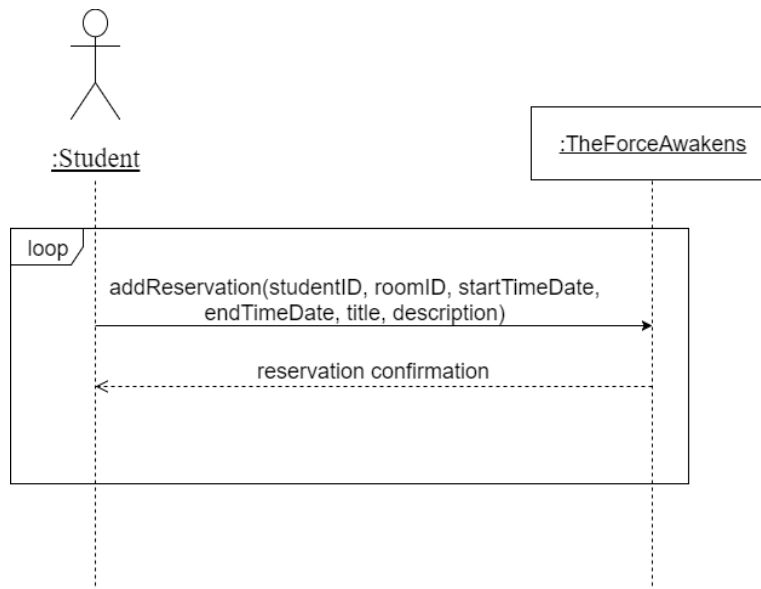 :Student
:TheForceAwakens
loop
addReservation(studentID, roomID, startTimeDate,
endTimeDate, title, description)
reservation confirmation